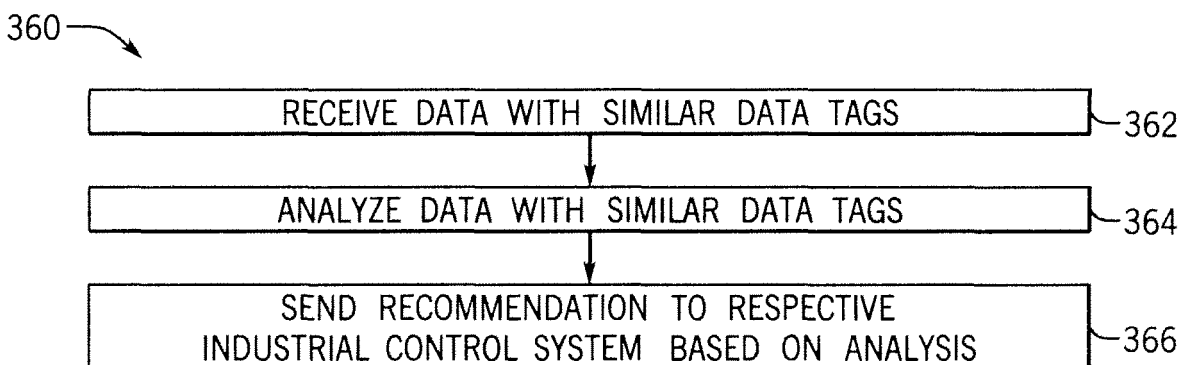 360
RECEIVE DATA WITH SIMILAR DATA TAGS
362
ANALYZE DATA WITH SIMILAR DATA TAGS
364
SEND RECOMMENDATION TO RESPECTIVE
INDUSTRIAL CONTROL SYSTEM BASED ON ANALYSIS
366